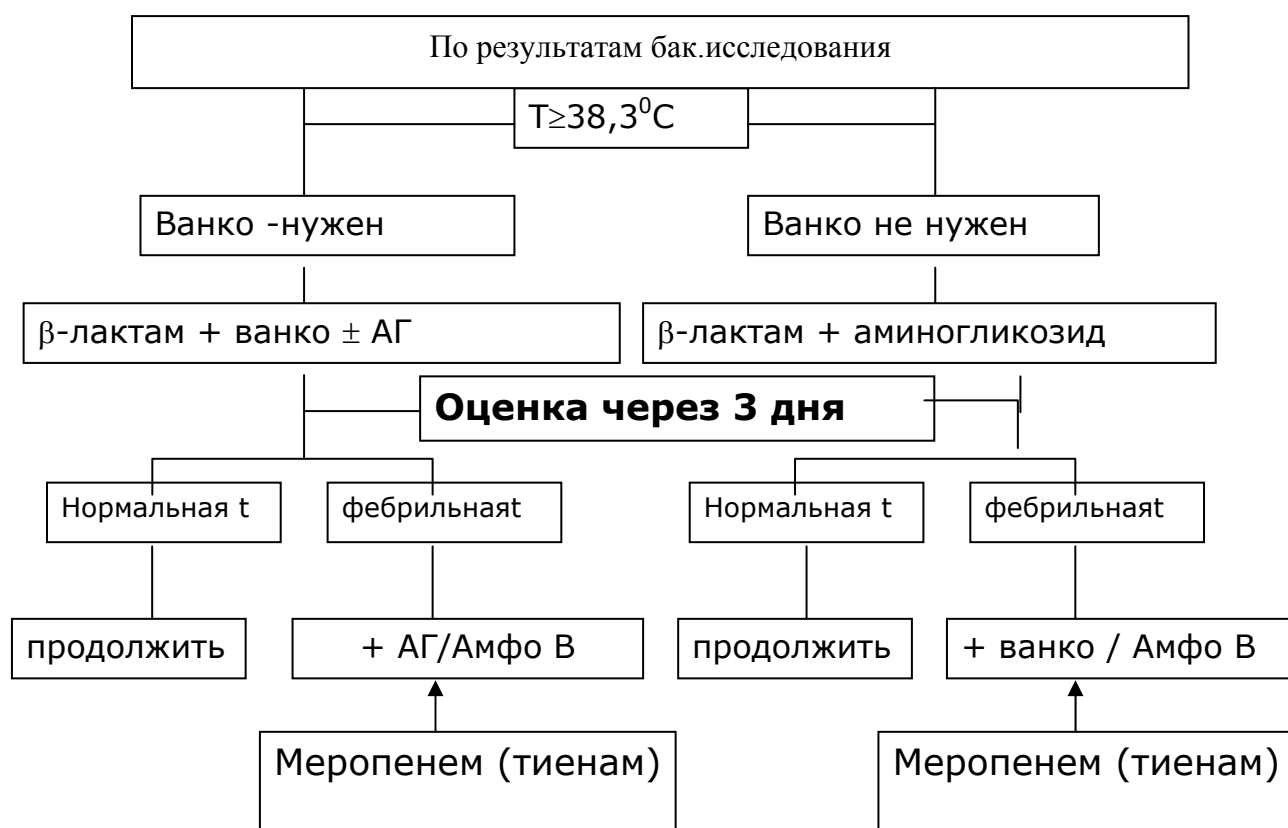 По результатам бак.исследования
T≥38,3⁰C
Ванко -нужен
Ванко не нужен
β-лактам + ванко ± АГ
β-лактам + аминогликозид
Оценка через 3 дня
Нормальная t
фебрильнаяt
Нормальная t
фебрильнаяt
продолжить
+ АГ/Амфо В
продолжить
+ ванко / Амфо В
Меропенем (тиенам)
Меропенем (тиенам)